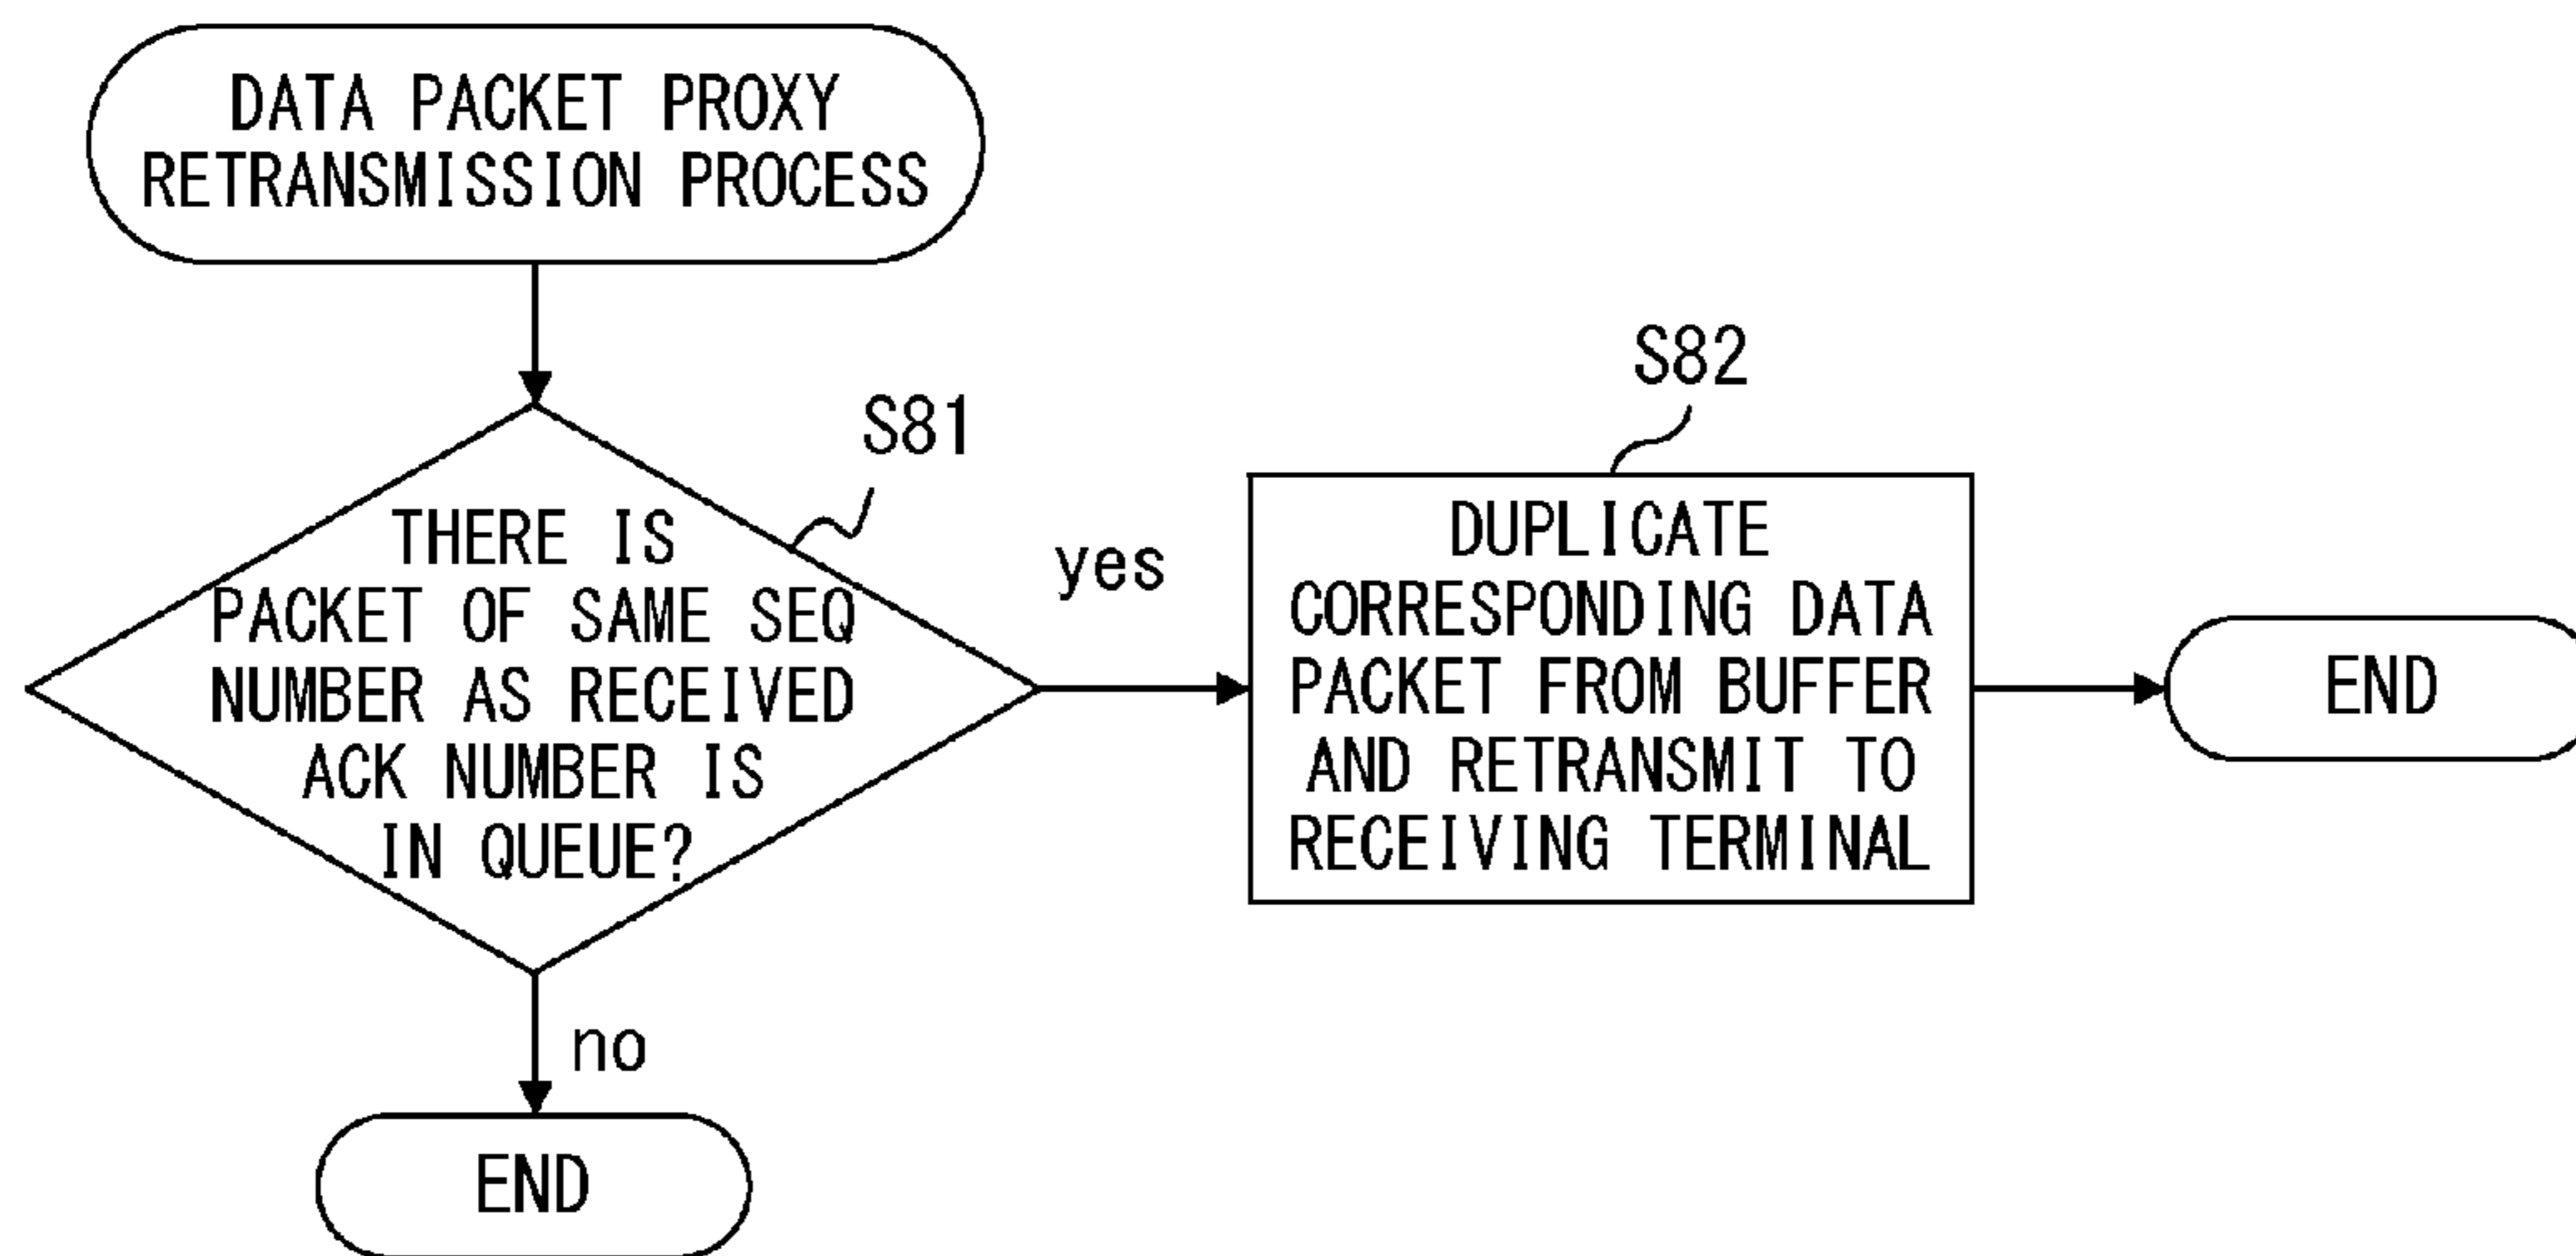 DATA PACKET PROXY
RETRANSMISSION PROCESS
S81
THERE IS
PACKET OF SAME SEQ
NUMBER AS RECEIVED
ACK NUMBER IS
IN QUEUE?
yes
S82
DUPLICATE
CORRESPONDING DATA
PACKET FROM BUFFER
AND RETRANSMIT TO
RECEIVING TERMINAL
END
no
END